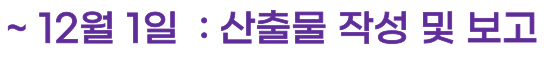 ~ 12월 1일 : 산출물 작성 및 보고